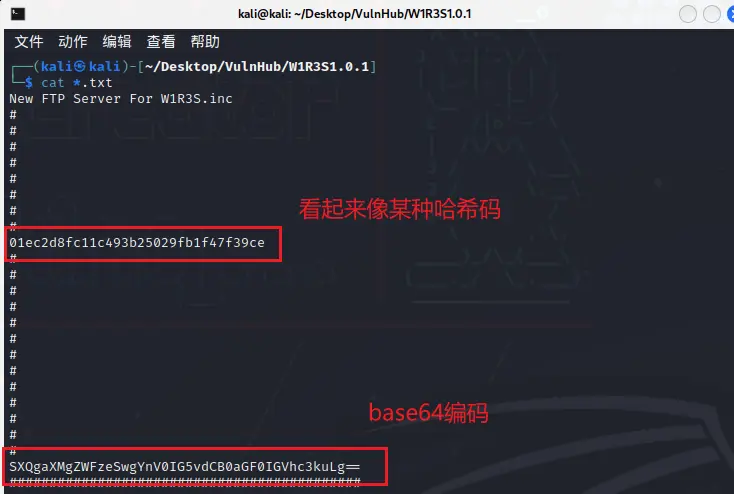 kali@kali: ~/Desktop/VulnHub/W1R3S1.0.1
文件 动作 编辑 查看 帮助
┌──(kali㉿kali)-[~/Desktop/VulnHub/W1R3S1.0.1]
└─$ cat *.txt
New FTP Server For W1R3S.inc
#
#
#
#
#
#
#
#
看起来像某种哈希码
01ec2d8fc11c493b25029fb1f47f39ce
#
#
#
#
#
#
#
#
#
#
#
#
#
base64编码
SXQgaXMgZWFzeSwgYnV0IG5vdCB0aGF0IGVhc3kuLg==
############################################